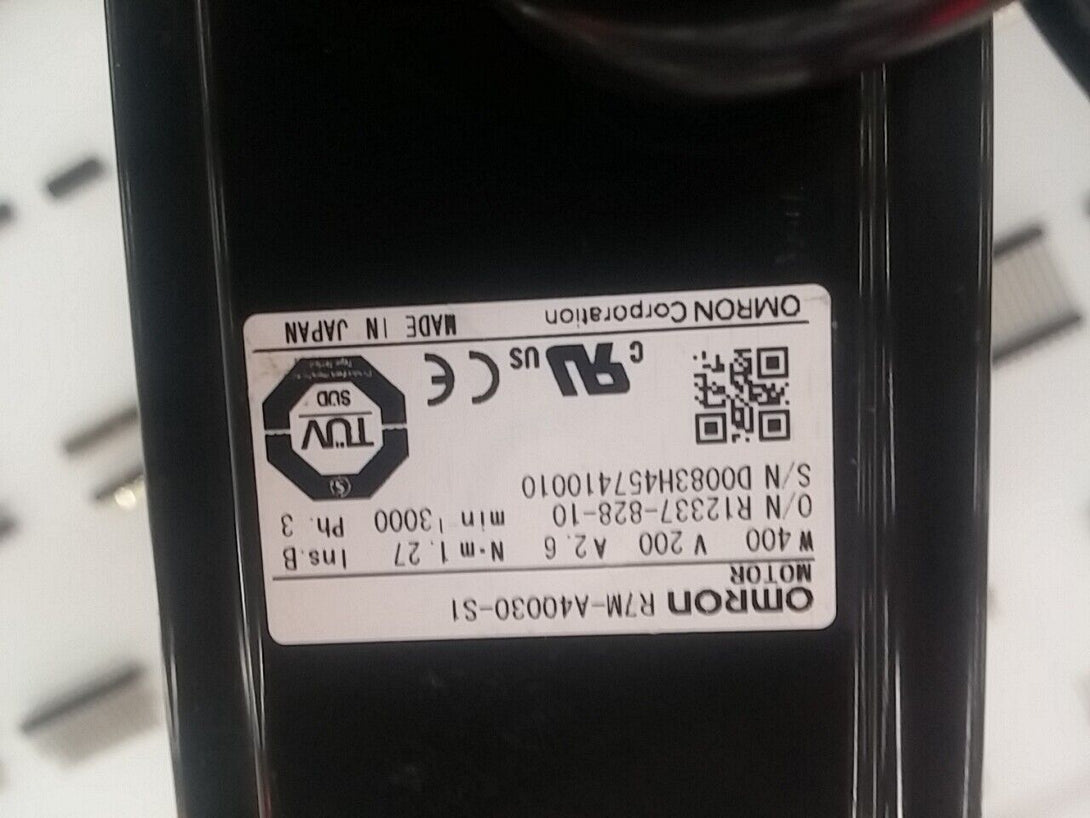 OMRON R7M-A40030-S1
MOTOR
W 400 V 200 A 2.6 N·m 1.27 Ins.B
O/N R12337-828-10 min⁻¹ 3000 Ph. 3
S/N D0083H457410010
TÜV
SÜD
c RU US CE
OMRON Corporation MADE IN JAPAN